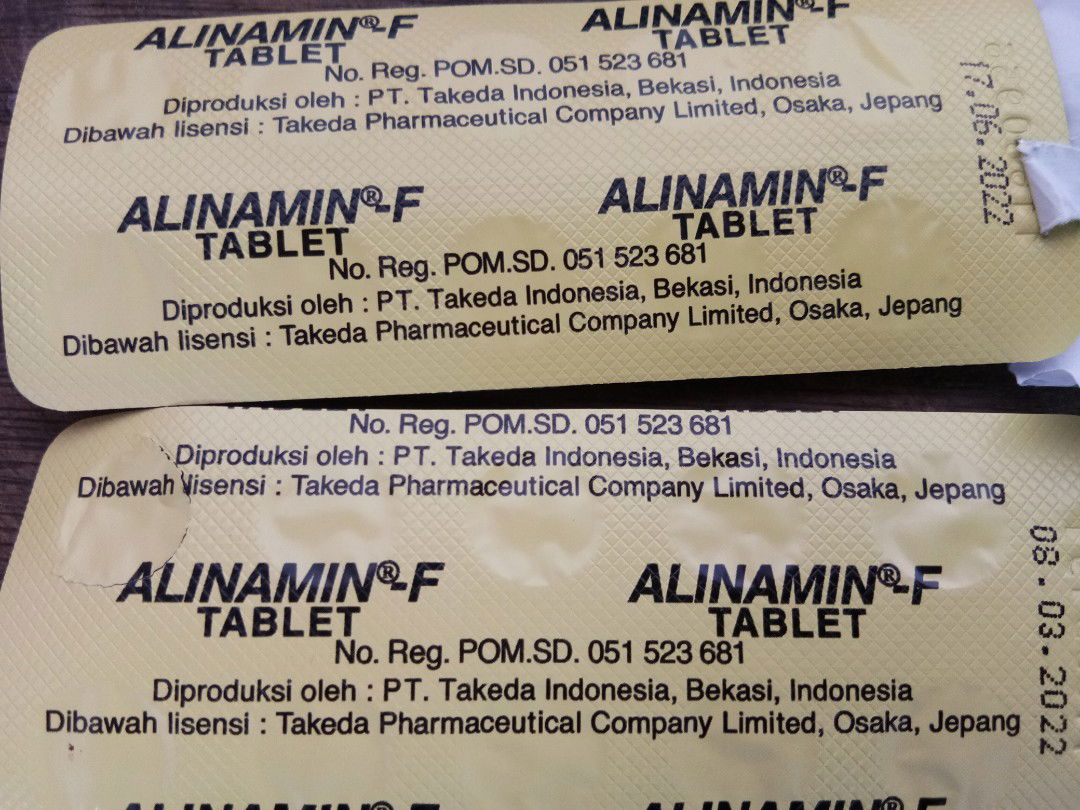 ALINAMIN®-F ALINAMIN®-F
TABLET TABLET
No. Reg. POM.SD. 051 523 681
Diproduksi oleh : PT. Takeda Indonesia, Bekasi, Indonesia
Dibawah lisensi : Takeda Pharmaceutical Company Limited, Osaka, Jepang
17.06.2022
ALINAMIN®-F ALINAMIN®-F
TABLET TABLET
No. Reg. POM.SD. 051 523 681
Diproduksi oleh : PT. Takeda Indonesia, Bekasi, Indonesia
Dibawah lisensi : Takeda Pharmaceutical Company Limited, Osaka, Jepang
No. Reg. POM.SD. 051 523 681
Diproduksi oleh : PT. Takeda Indonesia, Bekasi, Indonesia
Dibawah lisensi : Takeda Pharmaceutical Company Limited, Osaka, Jepang
08.03.2022
ALINAMIN®-F ALINAMIN®-F
TABLET TABLET
No. Reg. POM.SD. 051 523 681
Diproduksi oleh : PT. Takeda Indonesia, Bekasi, Indonesia
Dibawah lisensi : Takeda Pharmaceutical Company Limited, Osaka, Jepang
ALINAMIN®-F ALINAMIN®-F